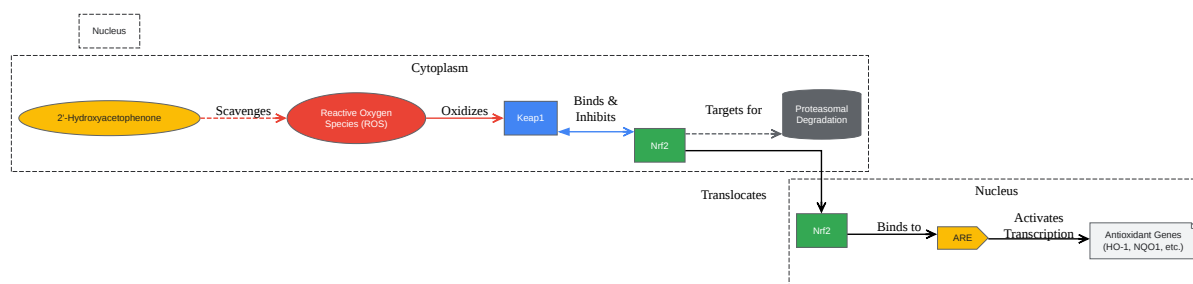 Nucleus
Cytoplasm
2'-Hydroxyacetophenone
Scavenges
Reactive Oxygen
Species (ROS)
Oxidizes
Keap1
Binds &
Inhibits
Nrf2
Targets for
Proteasomal
Degradation
Translocates
Nucleus
Nrf2
Binds to
ARE
Activates
Transcription
Antioxidant Genes
(HO-1, NQO1, etc.)